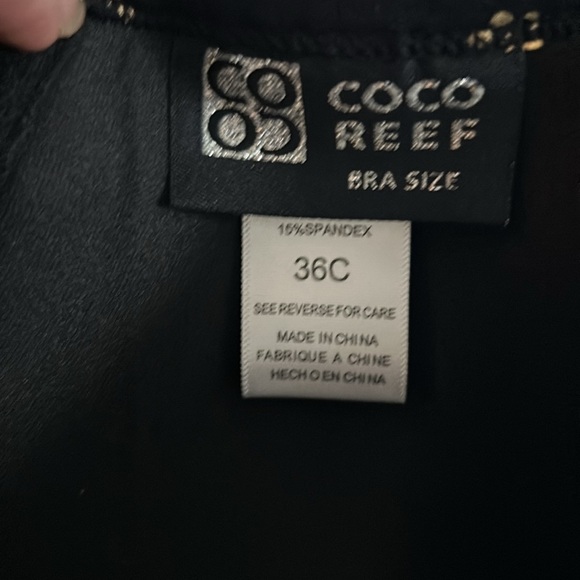 COCO
REEF
BRA SIZE
15%SPANDEX
36C
SEE REVERSE FOR CARE
MADE IN CHINA
FABRIQUE A CHINE
HECHO EN CHINA